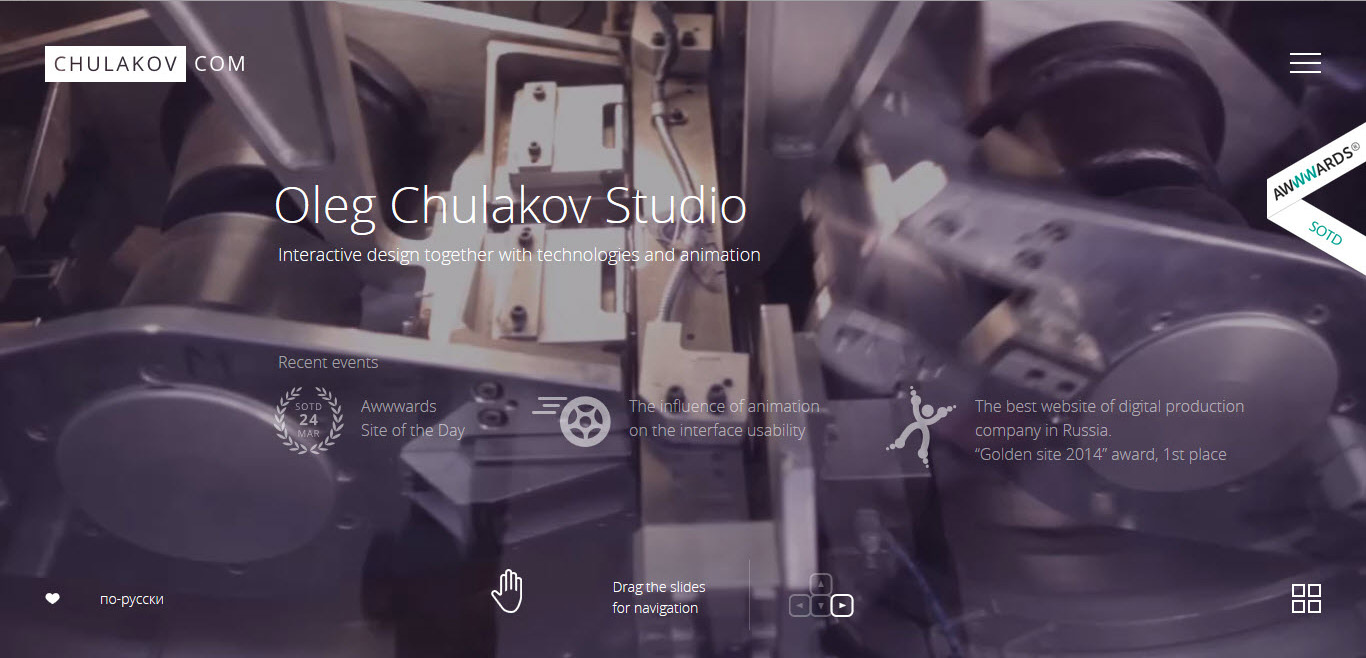 CHULAKOV COM
AWWWARDS®
SOTD
Oleg Chulakov Studio
Interactive design together with technologies and animation
Recent events
SOTD
24
MAR
Awwwards
Site of the Day
The influence of animation
on the interface usability
The best website of digital production
company in Russia.
“Golden site 2014” award, 1st place
по-русски
Drag the slides
for navigation